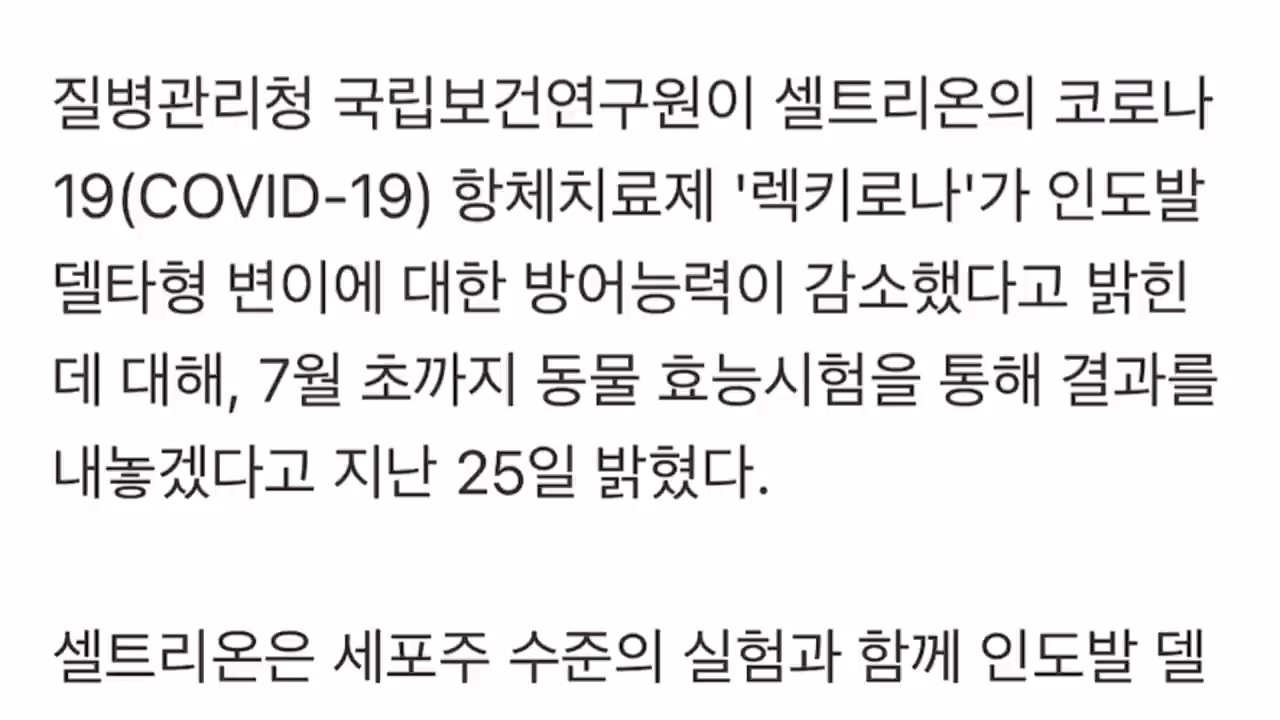 질병관리청 국립보건연구원이 셀트리온의 코로나
19(COVID-19) 항체치료제 '렉키로나'가 인도발
델타형 변이에 대한 방어능력이 감소했다고 밝힌
데 대해, 7월 초까지 동물 효능시험을 통해 결과를
내놓겠다고 지난 25일 밝혔다.
셀트리온은 세포주 수준의 실험과 함께 인도발 델